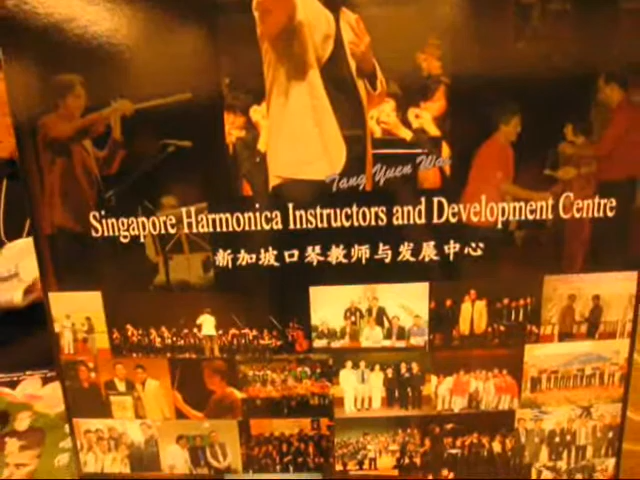 Tang Yuen Wai
Singapore Harmonica Instructors and Development Centre
新加坡口琴教师与发展中心